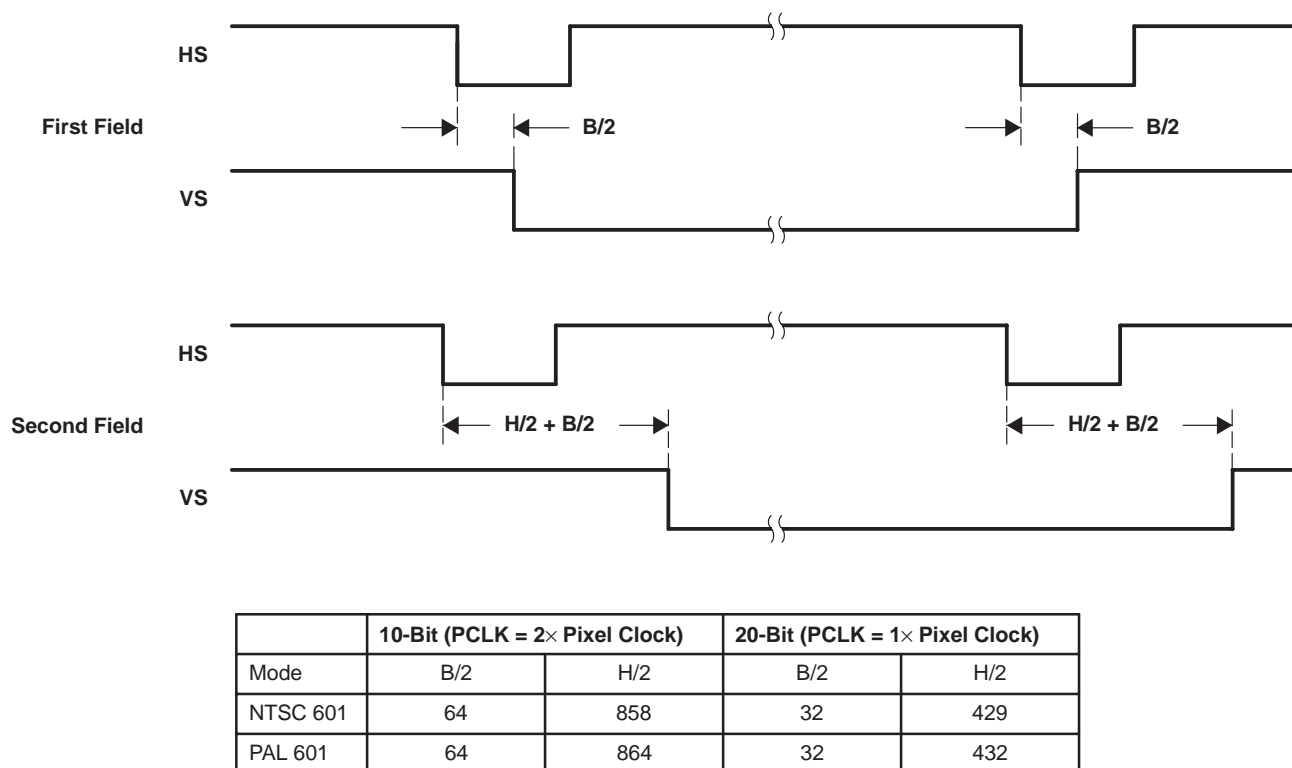 HS
First Field
B/2
B/2
VS
HS
Second Field
H/2 + B/2
H/2 + B/2
VS
10-Bit (PCLK = 2× Pixel Clock) 20-Bit (PCLK = 1× Pixel Clock)
Mode B/2 H/2 B/2 H/2
NTSC 601 64 858 32 429
PAL 601 64 864 32 432